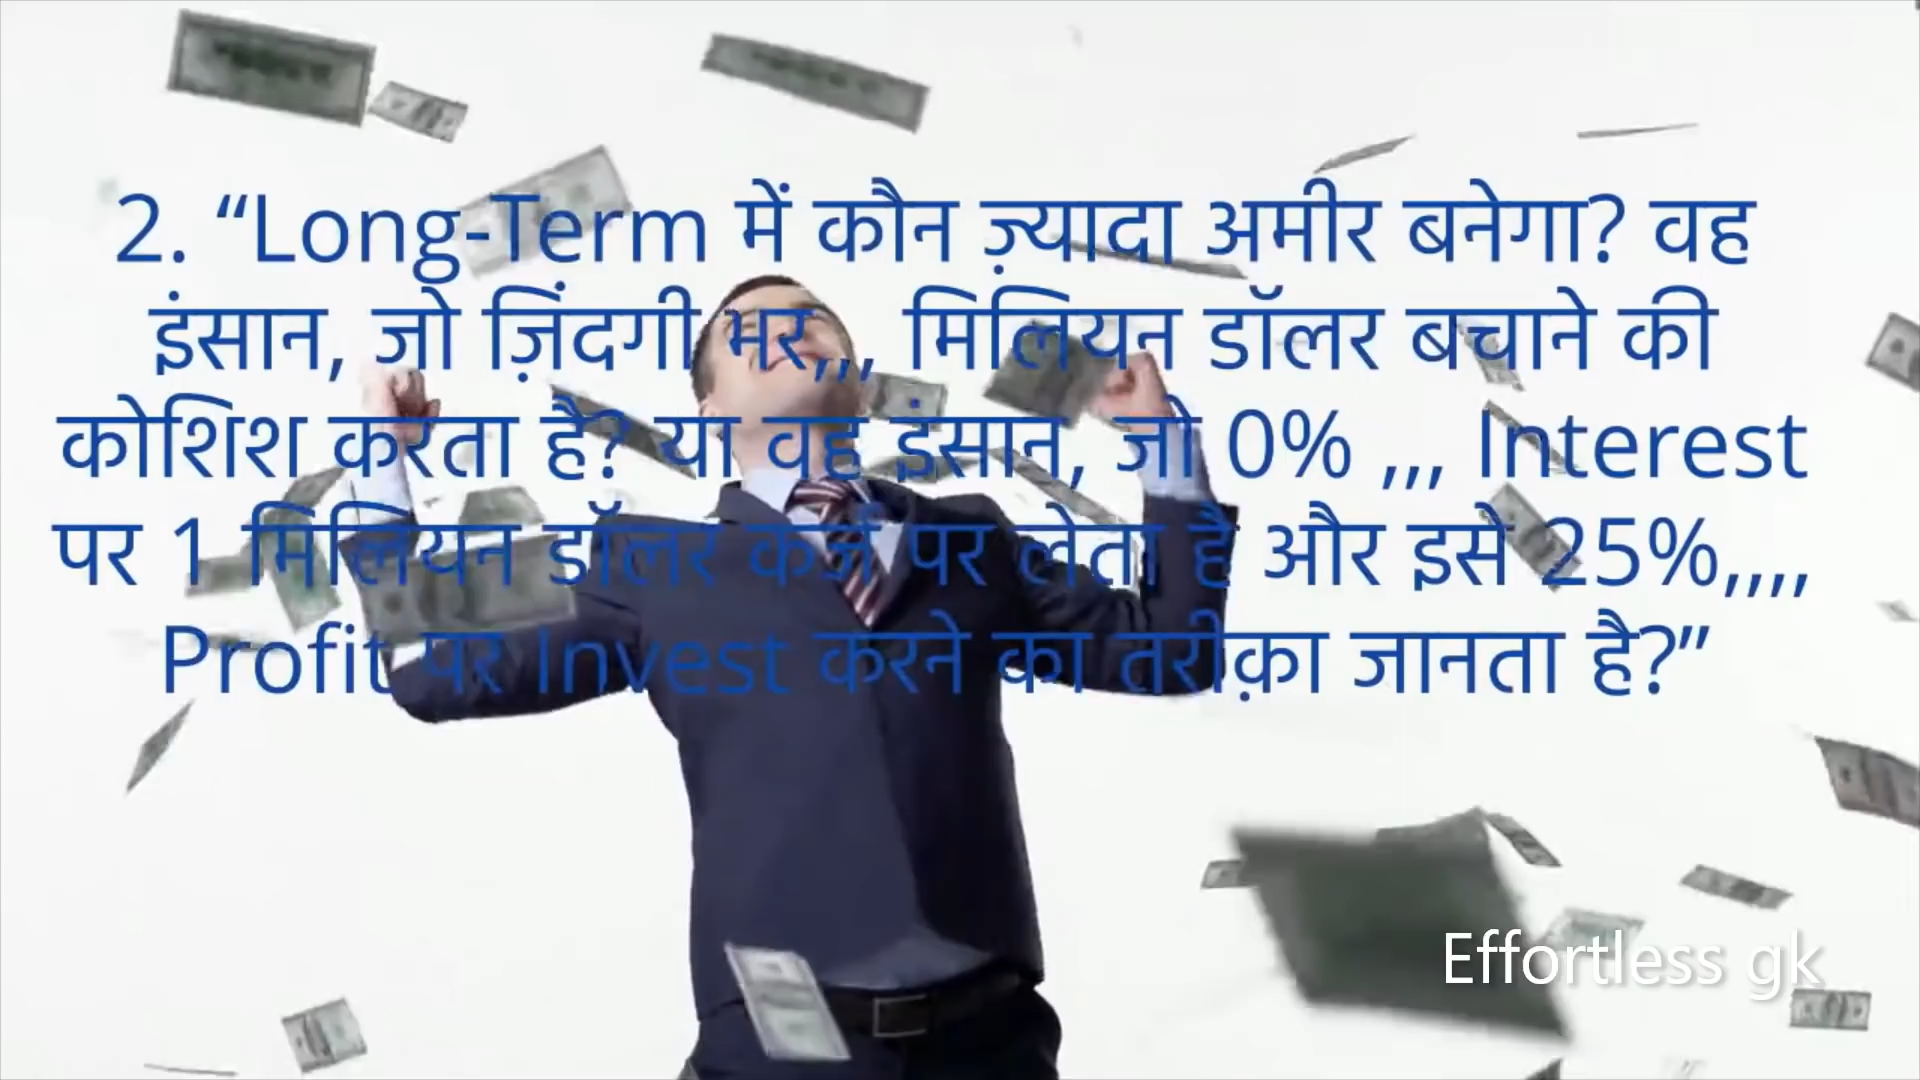 2. “Long-Term में कौन ज़्यादा अमीर बनेगा? वह
इंसान, जो ज़िंदगी भर,,, मिलियन डॉलर बचाने की
कोशिश करता है? या वह इंसान, जो 0% ,,, Interest
पर 1 मिलियन डॉलर कर्ज पर लेता है और इसे 25%,,,,
Profit पर Invest करने का तरीक़ा जानता है?”
Effortless gk